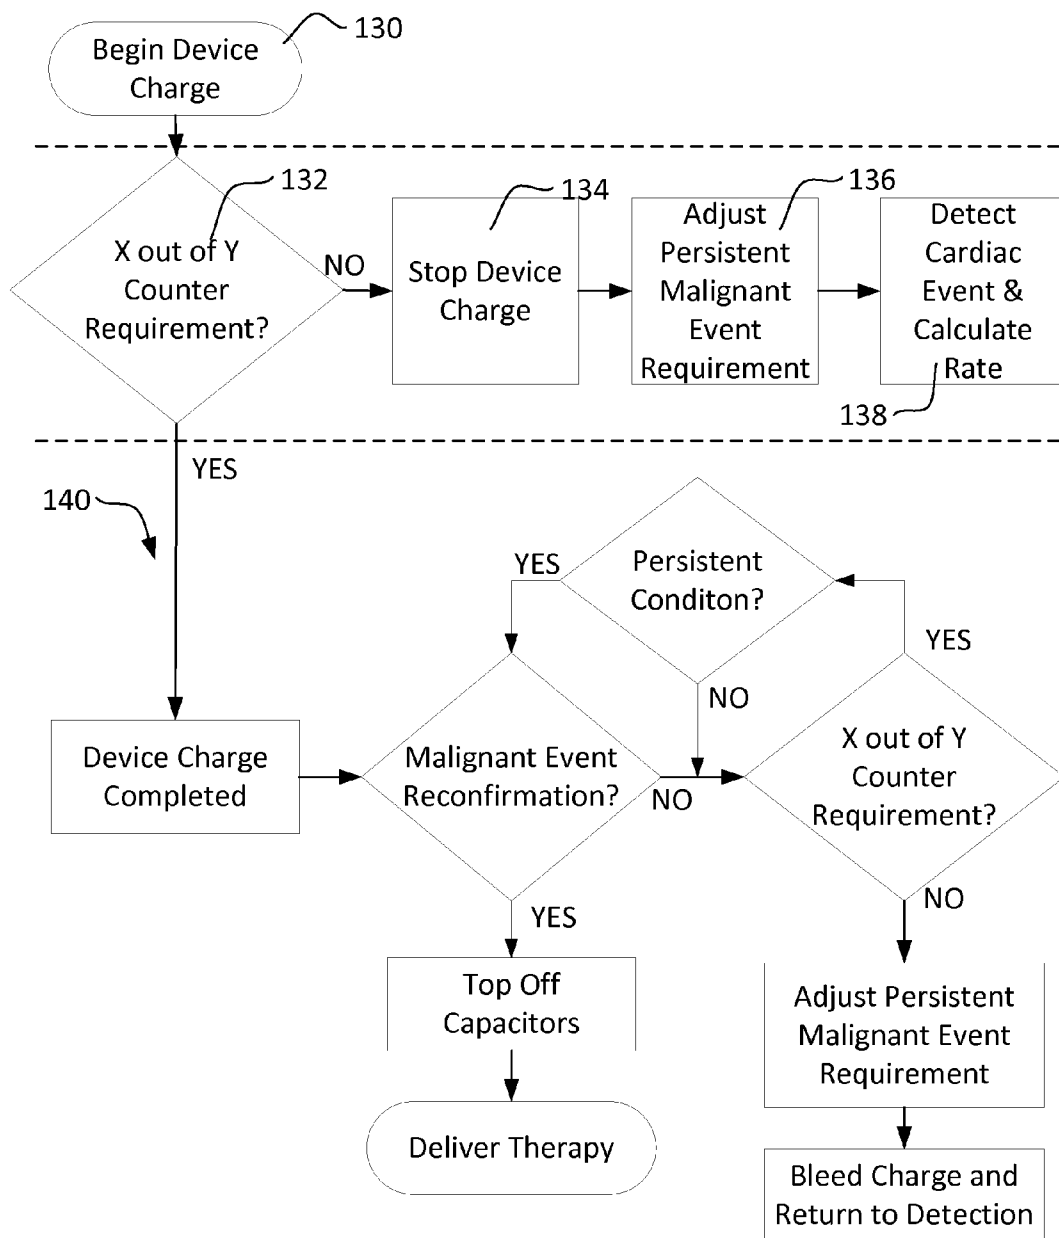 Begin Device
Charge
130
132
X out of Y
Counter
Requirement?
NO
134
Stop Device
Charge
136
Adjust
Persistent
Malignant
Event
Requirement
Detect
Cardiac
Event &
Calculate
Rate
138
YES
140
Device Charge
Completed
Persistent
Conditon?
YES
NO
Malignant Event
Reconfirmation?
NO
YES
X out of Y
Counter
Requirement?
YES
NO
Top Off
Capacitors
Deliver Therapy
Adjust Persistent
Malignant Event
Requirement
Bleed Charge and
Return to Detection